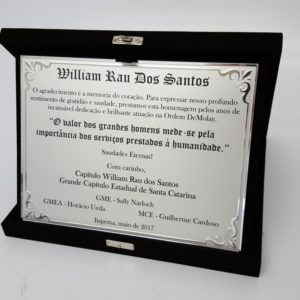 William Rau Dos Santos
O agradecimento é a memoria do coração. Para expressar nosso profundo
sentimento de gratidão e saudade, prestamos esta homenagem pelos anos de
incansável dedicação e brilhante atuação na Ordem DeMolay.
"O valor dos grandes homens mede-se pela
importância dos serviços prestados à humanidade."
Saudades Eternas!
Com carinho,
Capítulo William Rau dos Santos
Grande Capítulo Estadual de Santa Catarina
GME - Sally Narloch
GMEA - Horácio Ueda MCE - Guilherme Cardoso
Itapema, maio de 2017